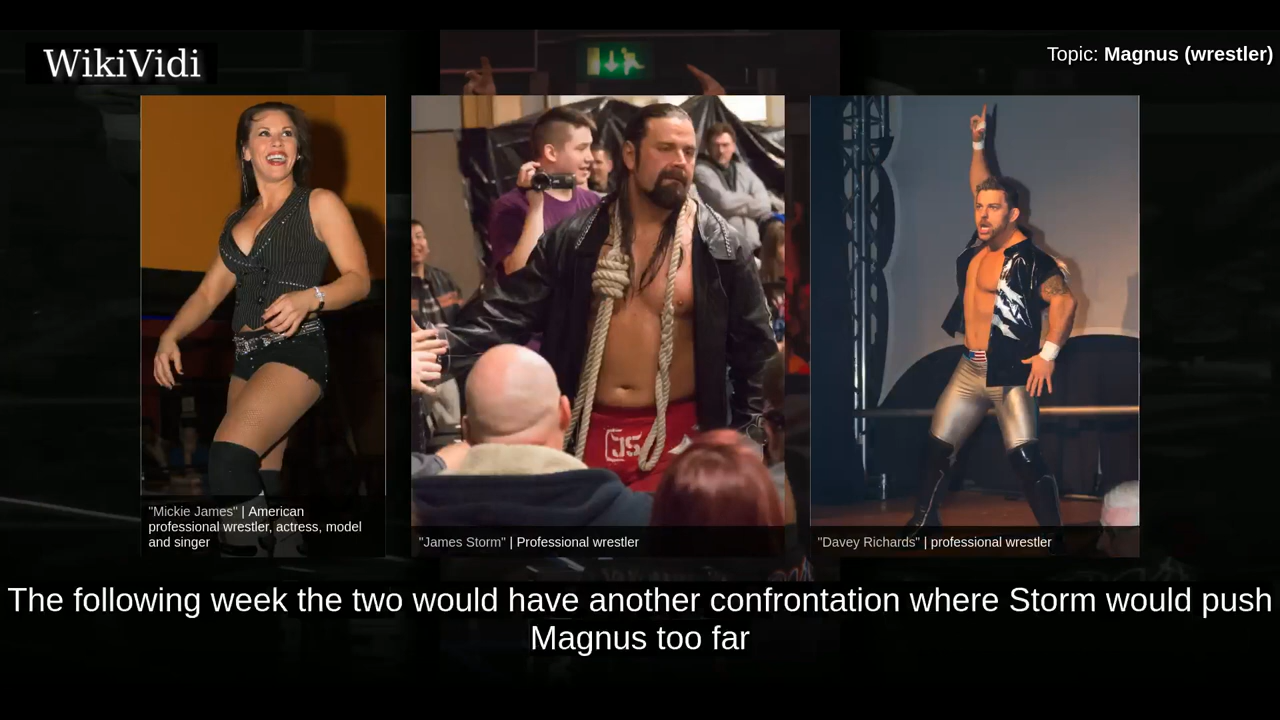 WikiVidi
Topic: Magnus (wrestler)
"Mickie James" | American
professional wrestler, actress, model
and singer
JS
"James Storm" | Professional wrestler
"Davey Richards" | professional wrestler
The following week the two would have another confrontation where Storm would push
Magnus too far